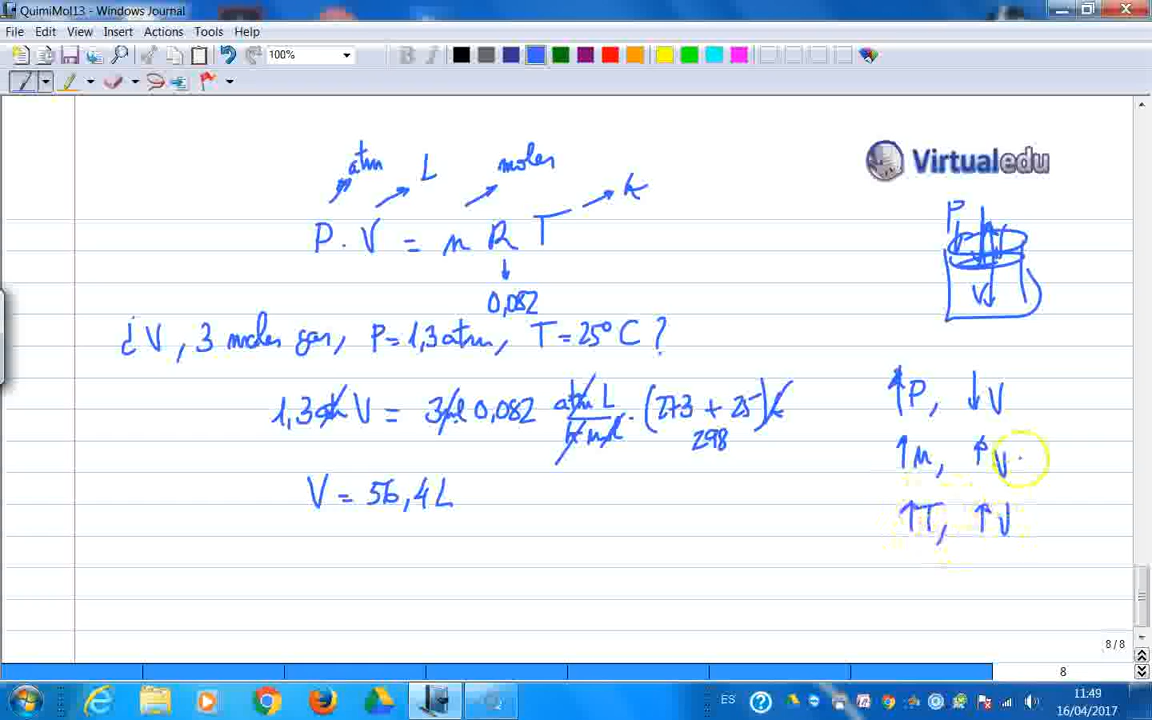 QuimiMol13 - Windows Journal
File Edit View Insert Actions Tools Help
100%
B I
Virtualedu
atm L moles K
P . V = n R T
0,082
¿ V, 3 moles gas, P=1,3 atm, T=25º C ?
1,3 atm V = 3 mol 0,082 atm L / K mol . (273 + 25) K
298
V = 56,4 L
P
V
↑P, ↓V
↑n, ↑V
↑T, ↑V
8/8
8
ES
11:49
16/04/2017